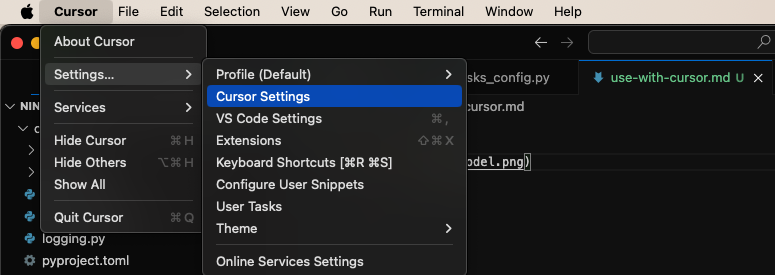 Cursor File Edit Selection View Go Run Terminal Window Help
About Cursor
Settings...
Services
Hide Cursor ⌘ H
Hide Others ⌥⌘ H
Show All
Quit Cursor ⌘ Q
Profile (Default)
Cursor Settings
VS Code Settings ⌘ ,
Extensions ⇧⌘ X
Keyboard Shortcuts [⌘R ⌘S]
Configure User Snippets
User Tasks
Theme
Online Services Settings
sks_config.py
use-with-cursor.md U
cursor.md
odel.png)
NIN
logging.py
pyproject.toml